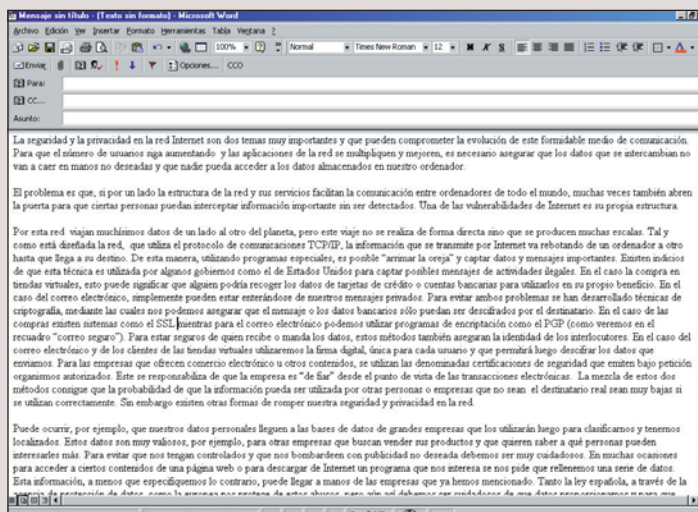 Mensaje sin título - (Texto sin formato) - Microsoft Word
Archivo Edición Ver Insertar Formato Herramientas Tabla Ventana ?
100% Normal Times New Roman 12 N K S
Enviar Opciones... CCO
Para:
CC...
Asunto:
La seguridad y la privacidad en la red Internet son dos temas muy importantes y que pueden comprometer la evolución de este formidable medio de comunicación.
Para que el número de usuarios siga aumentando y las aplicaciones de la red se multipliquen y mejoren, es necesario asegurar que los datos que se intercambian no
van a caer en manos no deseadas y que nadie pueda acceder a los datos almacenados en nuestro ordenador.
El problema es que, si por un lado la estructura de la red y sus servicios facilitan la comunicación entre ordenadores de todo el mundo, muchas veces también abren
la puerta para que ciertas personas puedan interceptar información importante sin ser detectados. Una de las vulnerabilidades de Internet es su propia estructura.
Por esta red viajan muchísimos datos de un lado al otro del planeta, pero este viaje no se realiza de forma directa sino que se producen muchas escalas. Tal y
como está diseñada la red, que utiliza el protocolo de comunicaciones TCP/IP, la información que se transmite por Internet va rebotando de un ordenador a otro
hasta que llega a su destino. De esta manera, utilizando programas especiales, es posible "arrimar la oreja" y captar datos y mensajes importantes. Existen indicios
de que esta técnica es utilizada por algunos gobiernos como el de Estados Unidos para captar posibles mensajes de actividades ilegales. En el caso la compra en
tiendas virtuales, esto puede significar que alguien podría recoger los datos de tarjetas de crédito o cuentas bancarias para utilizarlos en su propio beneficio. En el
caso del correo electrónico, simplemente pueden estar enterándose de nuestros mensajes privados. Para evitar ambos problemas se han desarrollado técnicas de
criptografía, mediante las cuales nos podemos asegurar que el mensaje o los datos bancarios sólo puedan ser descifrados por el destinatario. En el caso de las
compras existen sistemas como el SSL mientras para el correo electrónico podemos utilizar programas de encriptación como el PGP (como veremos en el
recuadro "correo seguro"). Para estar seguros de quien recibe o manda los datos, estos métodos también aseguran la identidad de los interlocutores. En el caso del
correo electrónico y de los clientes de las tiendas virtuales utilizaremos la firma digital, única para cada usuario y que permitirá luego descifrar los datos que
enviamos. Para las empresas que ofrecen comercio electrónico u otros contenidos, se utilizan las denominadas certificaciones de seguridad que emiten bajo petición
organismos autorizados. Este se responsabiliza de que la empresa es "de fiar" desde el punto de vista de las transacciones electrónicas. La mezcla de estos dos
métodos consigue que la probabilidad de que la información pueda ser utilizada por otras personas o empresas que no sean el destinatario real sean muy bajas si
se utilizan correctamente. Sin embargo existen otras formas de romper nuestra seguridad y privacidad en la red.
Puede ocurrir, por ejemplo, que nuestros datos personales lleguen a las bases de datos de grandes empresas que los utilizarán luego para clasificarnos y tenernos
localizados. Estos datos son muy valiosos, por ejemplo, para otras empresas que buscan vender sus productos y que quieren saber a qué personas pueden
interesarles más. Para evitar que nos tengan controlados y que nos bombardeen con publicidad no deseada debemos ser muy cuidadosos. En muchas ocasiones
para acceder a ciertos contenidos de una página web o para descargar de Internet un programa que nos interesa se nos pide que rellenemos una serie de datos.
Esta información, a menos que especifiquemos lo contrario, puede llegar a manos de las empresas que ya hemos mencionado. Tanto la ley española, a través de la
agencia de protección de datos, como la europea nos protege de estos abusos, pero aún así debemos ser cuidadosos de que datos proporcionamos y para que